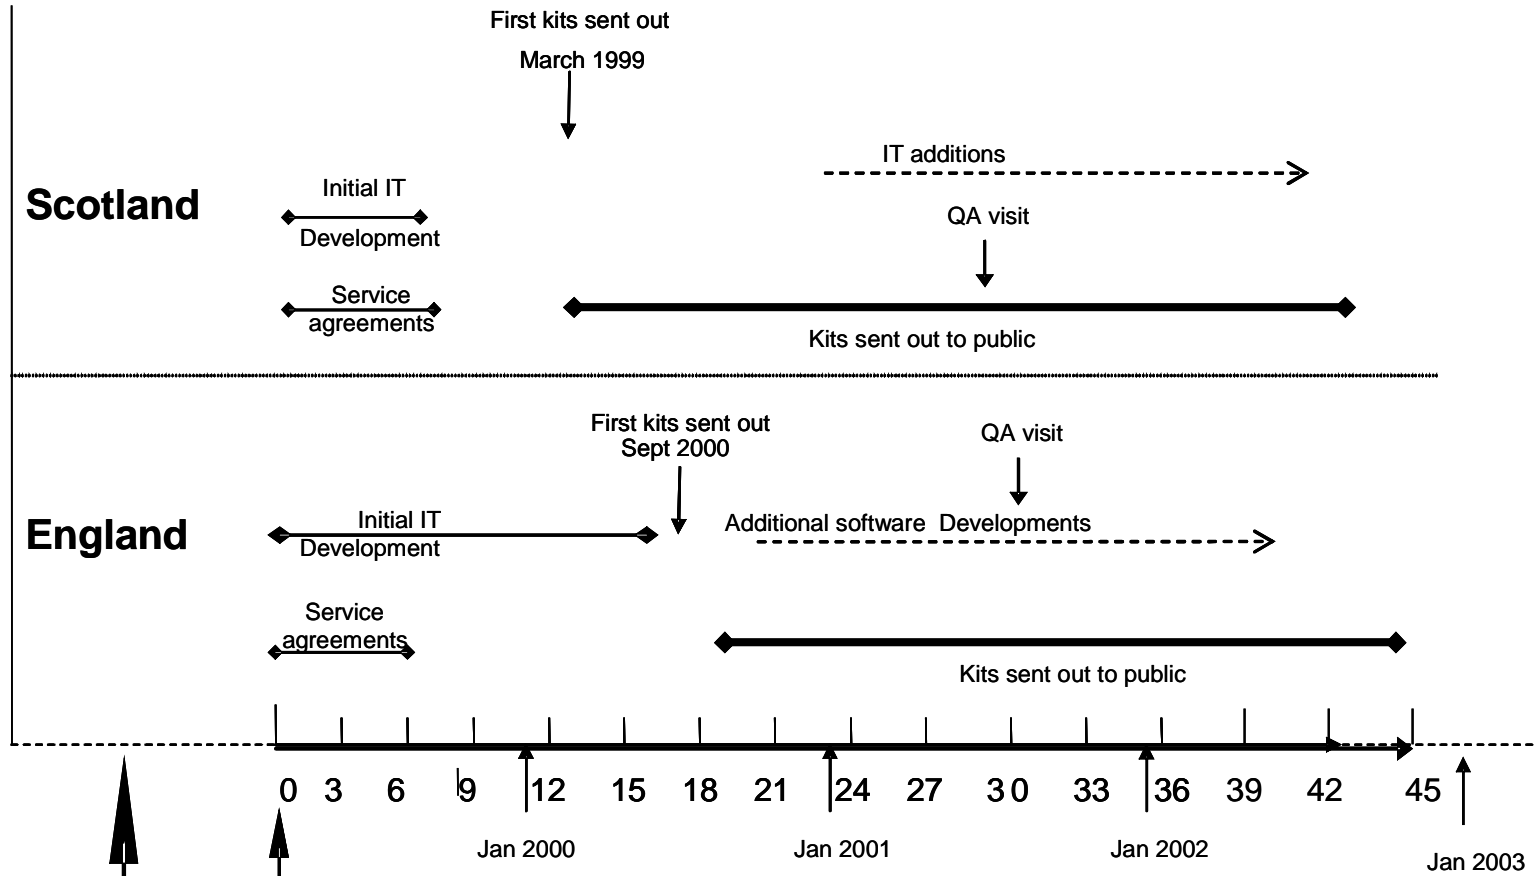 First kits sent out
March 1999
IT additions
Scotland
Initial IT
Development
QA visit
Service
agreements
Kits sent out to public
First kits sent out
Sept 2000
QA visit
England
Initial IT
Development
Additional software Developments
Service
agreements
Kits sent out to public
0 3 6 9 12 15 18 21 24 27 30 33 36 39 42 45
Jan 2000 Jan 2001 Jan 2002 Jan 2003